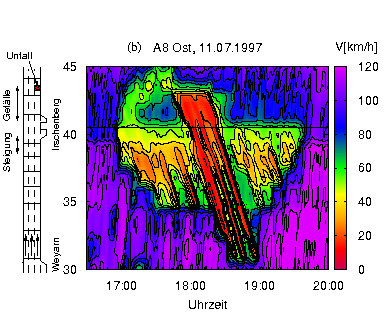 (b) A8 Ost, 11.07.1997
V[km/h]
Unfall
Gefälle
Steigung
Irschenberg
Weyarn
45
40
35
30
17:00 18:00 19:00 20:00
Uhrzeit
120
100
80
60
40
20
0